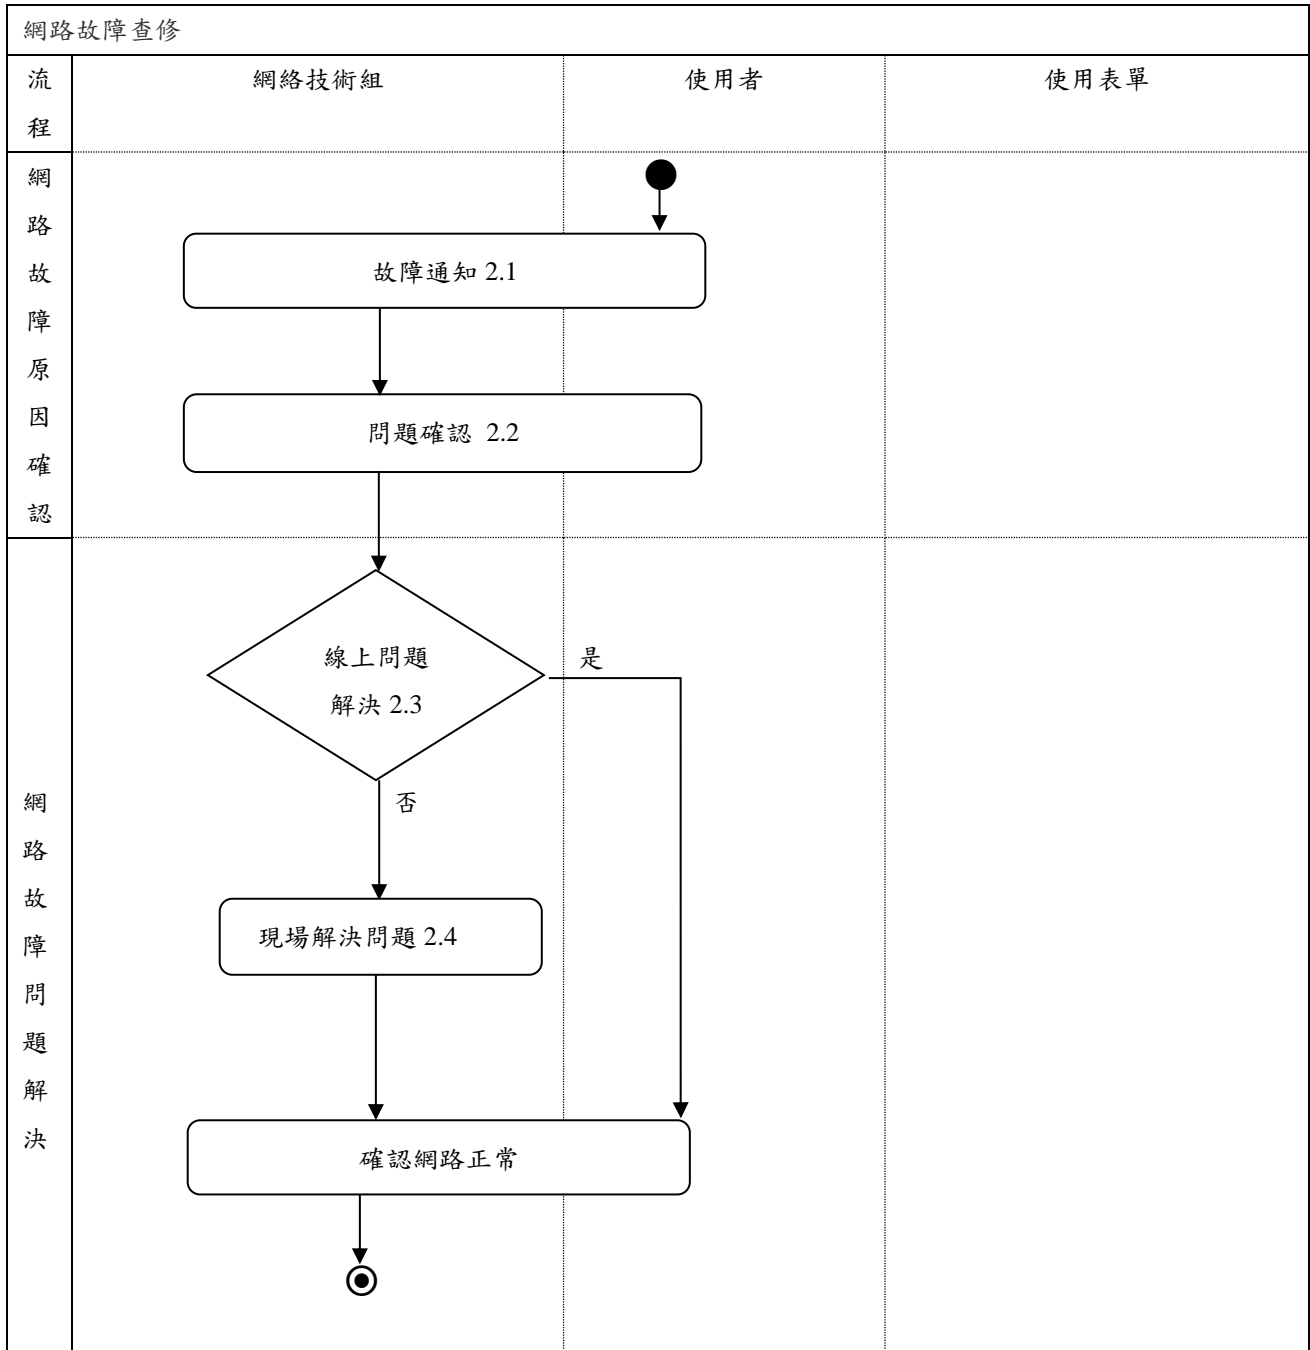 網路故障查修
流程
網絡技術組
使用者
使用表單
網路故障原因確認
故障通知 2.1
問題確認 2.2
網路故障問題解決
線上問題
解決 2.3
是
否
現場解決問題 2.4
確認網路正常